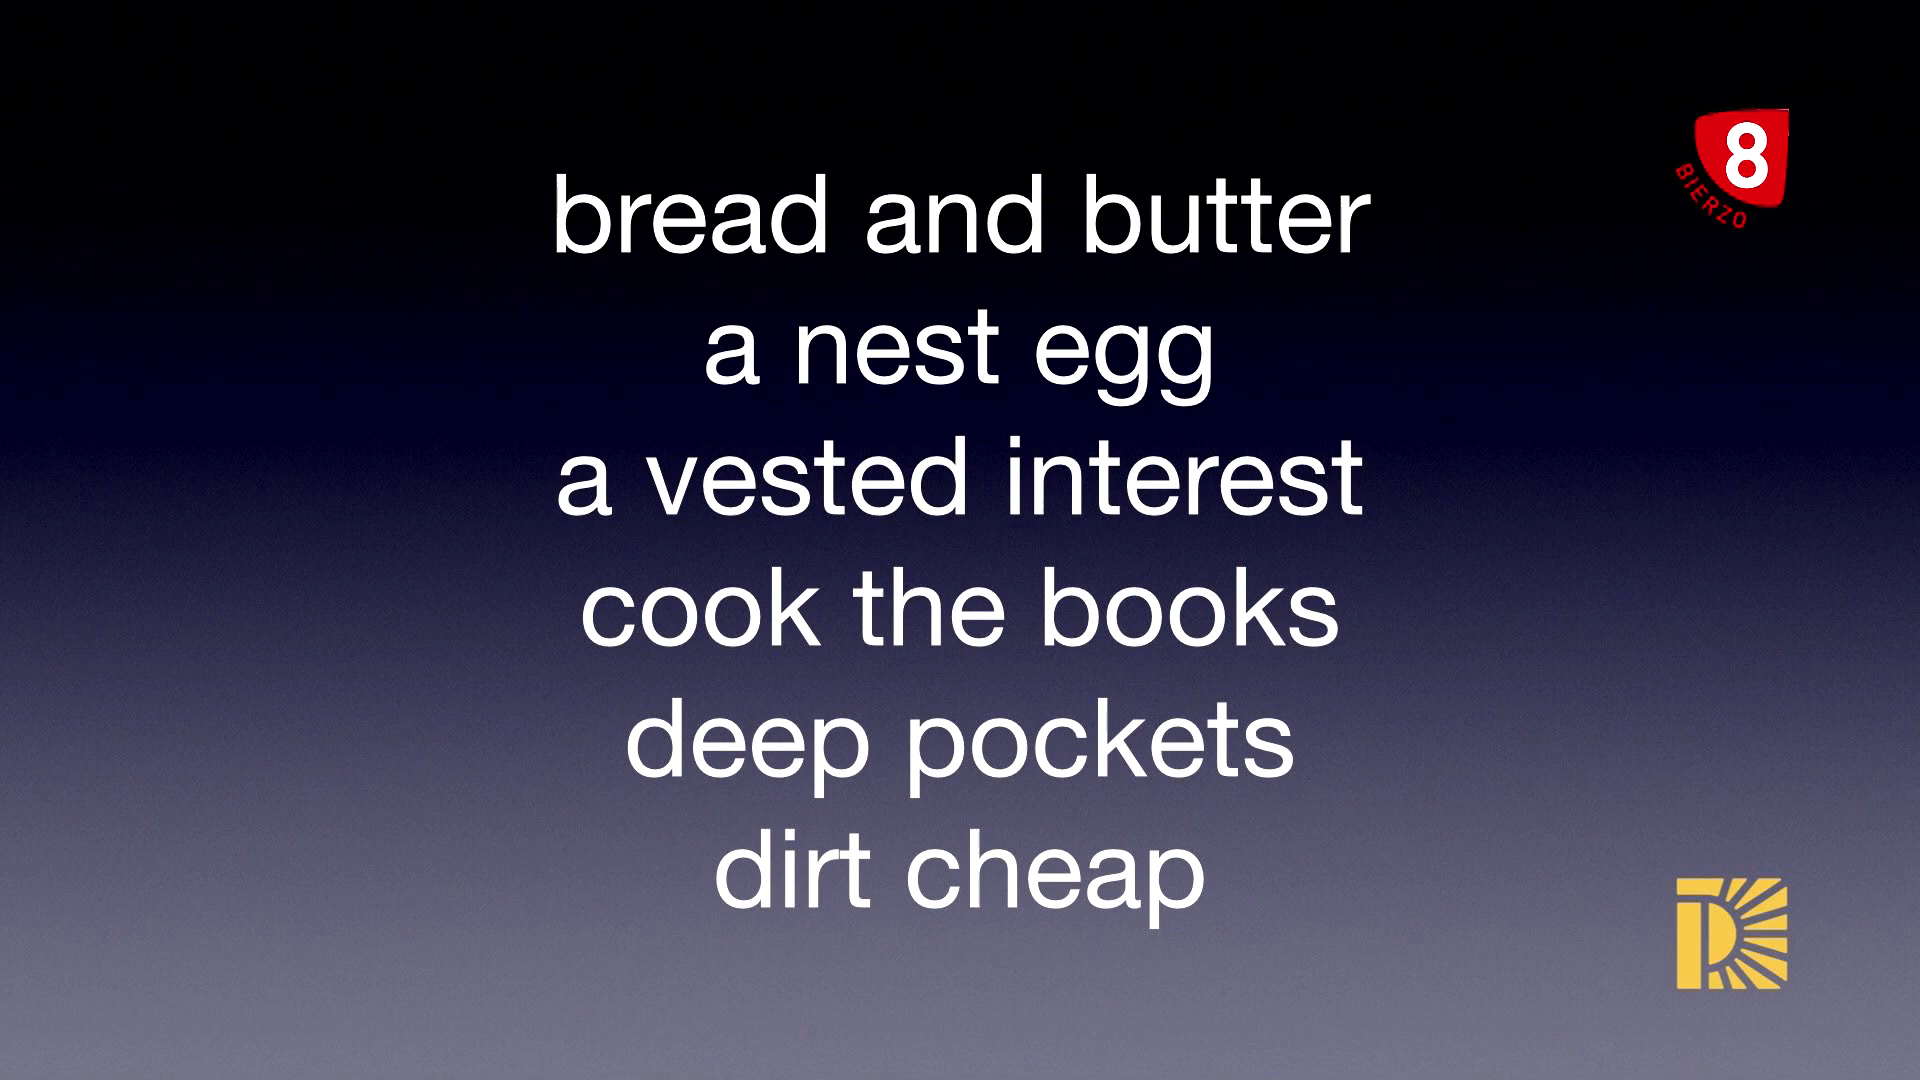 8
BIERZO
bread and butter
a nest egg
a vested interest
cook the books
deep pockets
dirt cheap